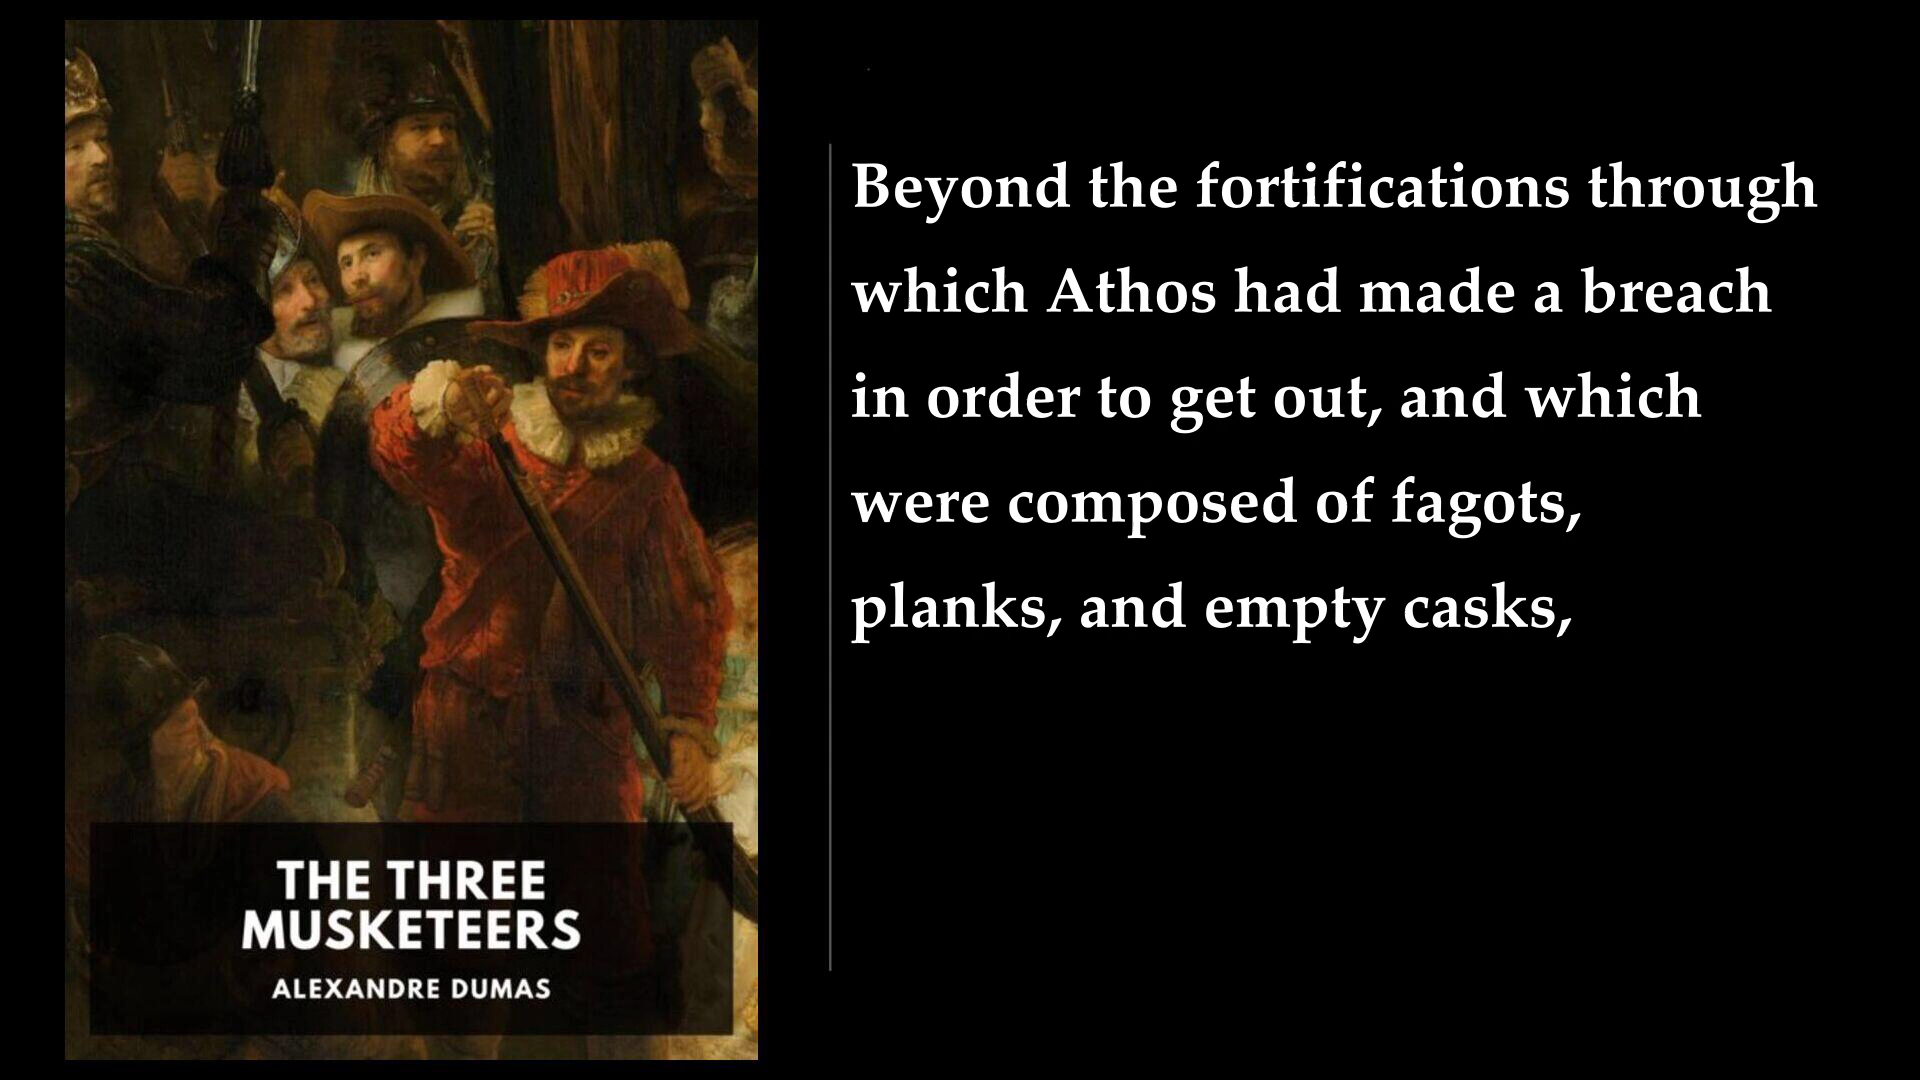 Beyond the fortifications through
which Athos had made a breach
in order to get out, and which
were composed of fagots,
planks, and empty casks,
THE THREE
MUSKETEERS
ALEXANDRE DUMAS